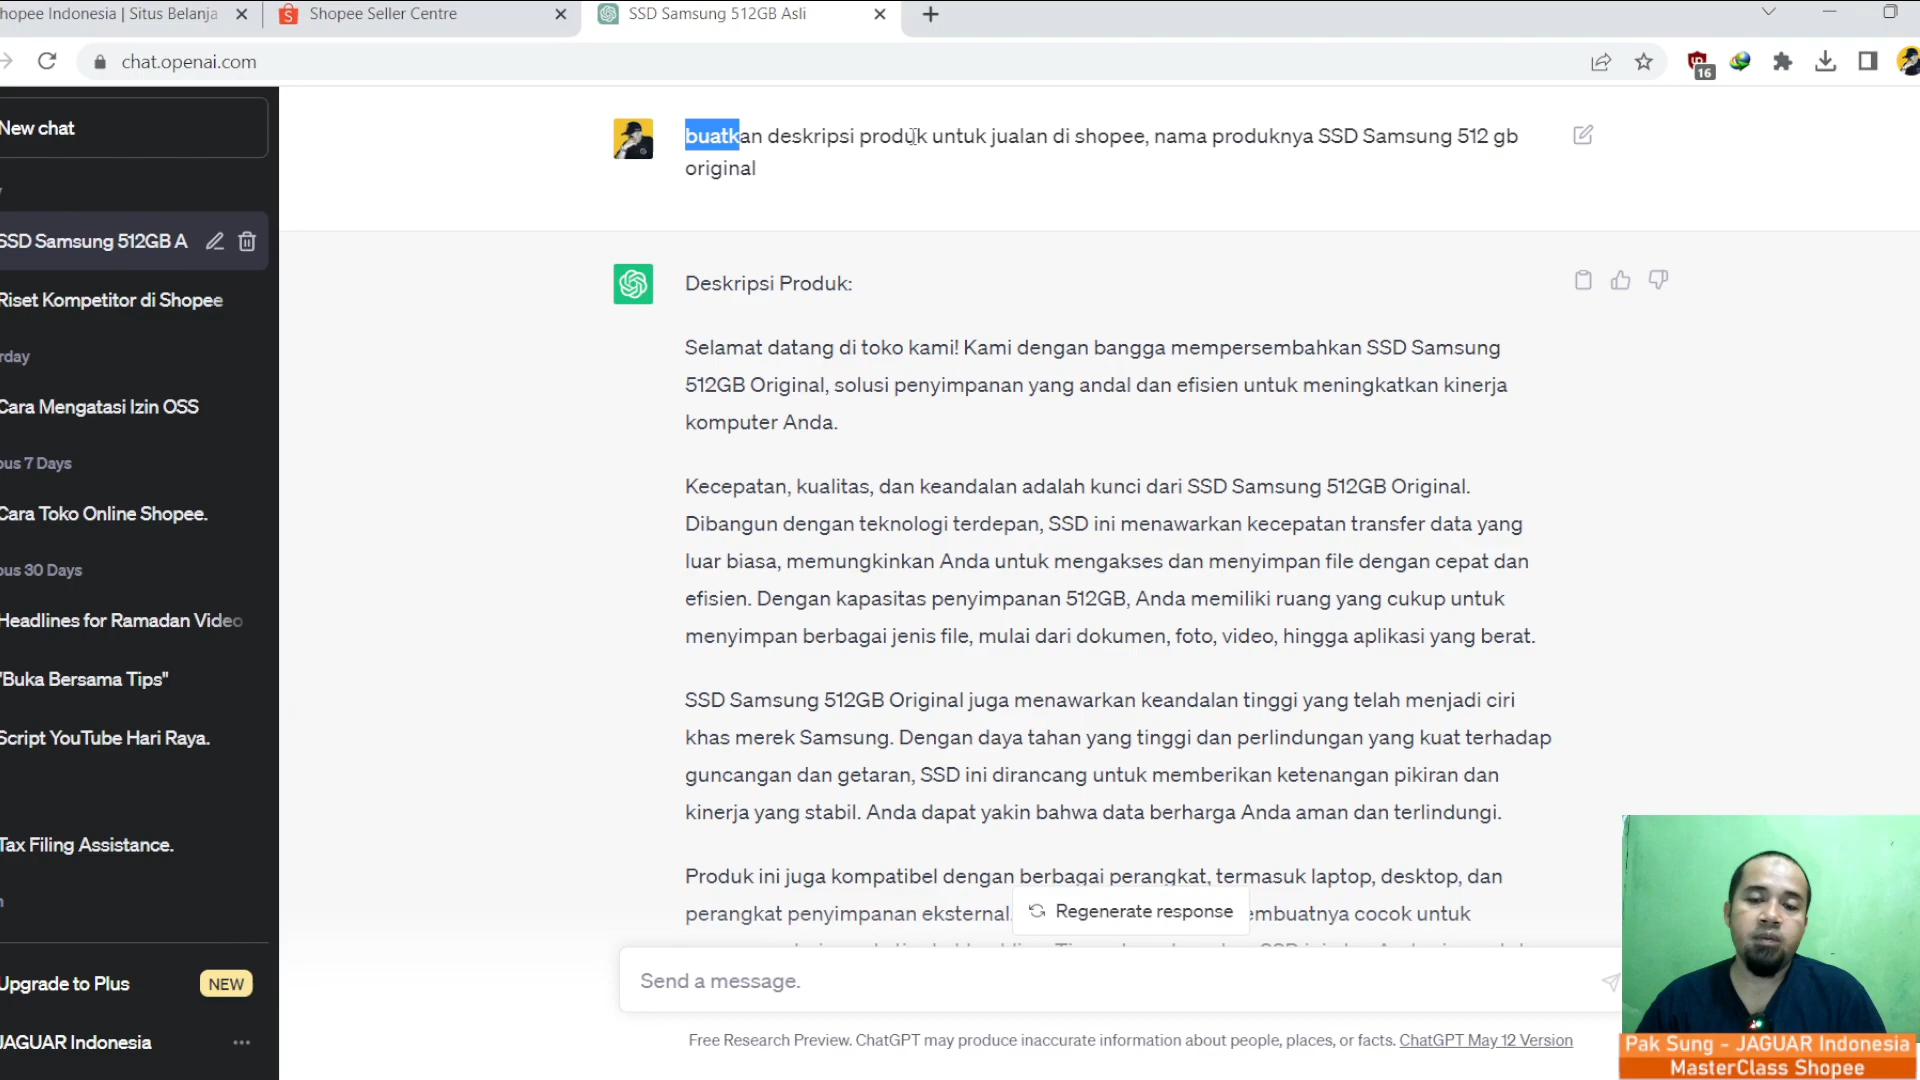 hopee Indonesia | Situs Belanja
Shopee Seller Centre
SSD Samsung 512GB Asli
chat.openai.com
16
New chat
SSD Samsung 512GB A
Riset Kompetitor di Shopee
rday
Cara Mengatasi Izin OSS
ous 7 Days
Cara Toko Online Shopee.
ous 30 Days
Headlines for Ramadan Video
"Buka Bersama Tips"
Script YouTube Hari Raya.
Tax Filing Assistance.
Upgrade to Plus
NEW
JAGUAR Indonesia
buatkan deskripsi produk untuk jualan di shopee, nama produknya SSD Samsung 512 gb
original
Deskripsi Produk:
Selamat datang di toko kami! Kami dengan bangga mempersembahkan SSD Samsung
512GB Original, solusi penyimpanan yang andal dan efisien untuk meningkatkan kinerja
komputer Anda.
Kecepatan, kualitas, dan keandalan adalah kunci dari SSD Samsung 512GB Original.
Dibangun dengan teknologi terdepan, SSD ini menawarkan kecepatan transfer data yang
luar biasa, memungkinkan Anda untuk mengakses dan menyimpan file dengan cepat dan
efisien. Dengan kapasitas penyimpanan 512GB, Anda memiliki ruang yang cukup untuk
menyimpan berbagai jenis file, mulai dari dokumen, foto, video, hingga aplikasi yang berat.
SSD Samsung 512GB Original juga menawarkan keandalan tinggi yang telah menjadi ciri
khas merek Samsung. Dengan daya tahan yang tinggi dan perlindungan yang kuat terhadap
guncangan dan getaran, SSD ini dirancang untuk memberikan ketenangan pikiran dan
kinerja yang stabil. Anda dapat yakin bahwa data berharga Anda aman dan terlindungi.
Produk ini juga kompatibel dengan berbagai perangkat, termasuk laptop, desktop, dan
perangkat penyimpanan eksternal. embuatnya cocok untuk
Regenerate response
Send a message.
Free Research Preview. ChatGPT may produce inaccurate information about people, places, or facts. ChatGPT May 12 Version
Pak Sung - JAGUAR Indonesia
MasterClass Shopee